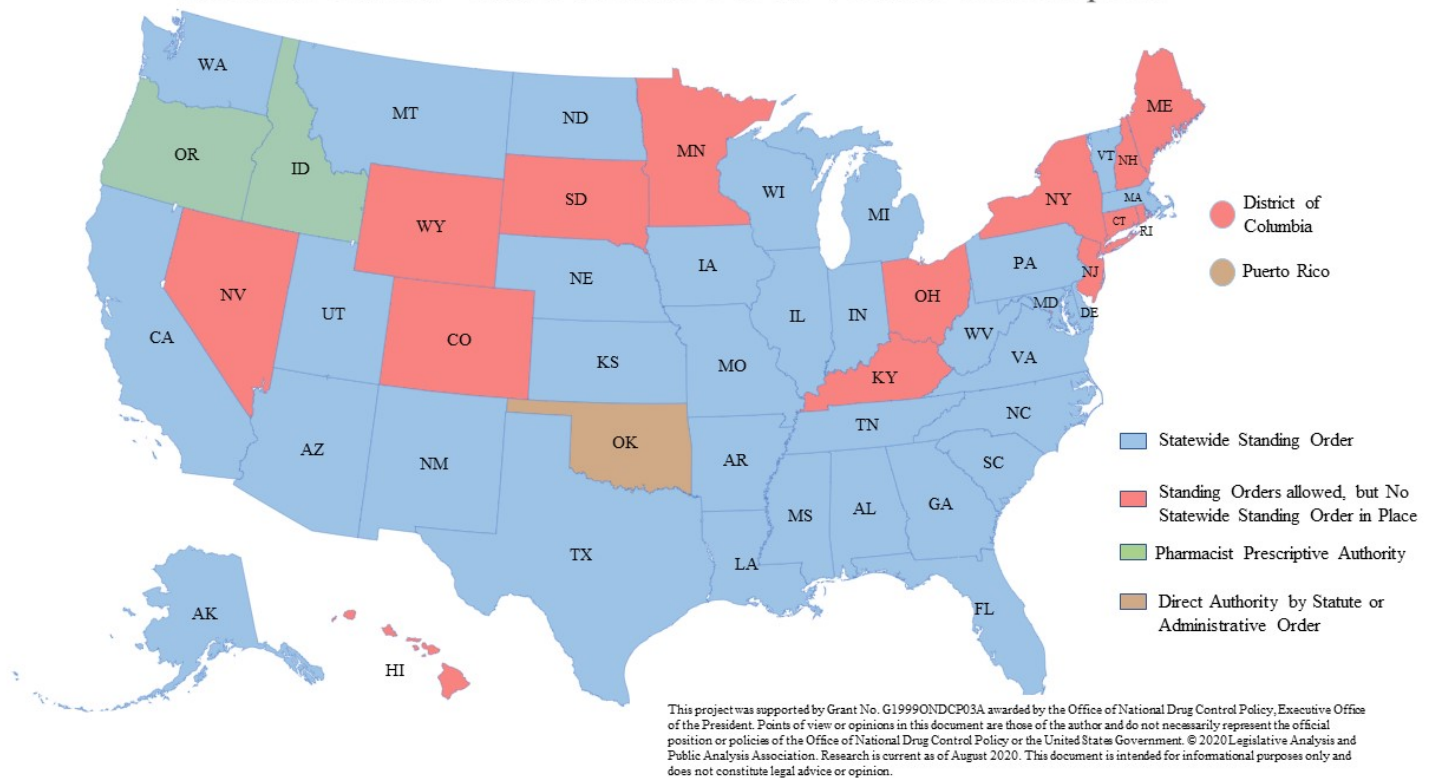 WA
MT
ND
MN
ME
OR
ID
SD
WI
VT
NH
NY
MA
MI
WY
CT
RI
District of
Columbia
IA
PA
NJ
Puerto Rico
NE
NV
OH
MD
DE
UT
IL
IN
WV
CA
CO
VA
KS
MO
KY
NC
TN
AZ
OK
NM
AR
SC
MS
AL
GA
TX
LA
FL
AK
HI
Statewide Standing Order
Standing Orders allowed, but No
Statewide Standing Order in Place
Pharmacist Prescriptive Authority
Direct Authority by Statute or
Administrative Order
This project was supported by Grant No. G1999ONDCP03A awarded by the Office of National Drug Control Policy, Executive Office
of the President. Points of view or opinions in this document are those of the author and do not necessarily represent the official
position or policies of the Office of National Drug Control Policy or the United States Government. © 2020 Legislative Analysis and
Public Analysis Association. Research is current as of August 2020. This document is intended for informational purposes only and
does not constitute legal advice or opinion.